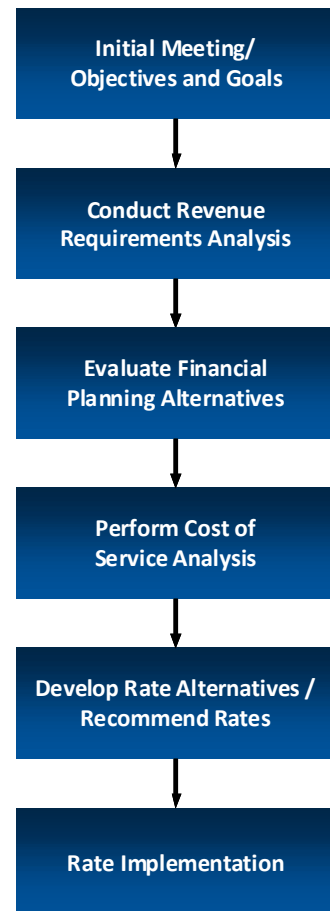 Initial Meeting/
Objectives and Goals
Conduct Revenue
Requirements Analysis
Evaluate Financial
Planning Alternatives
Perform Cost of
Service Analysis
Develop Rate Alternatives /
Recommend Rates
Rate Implementation